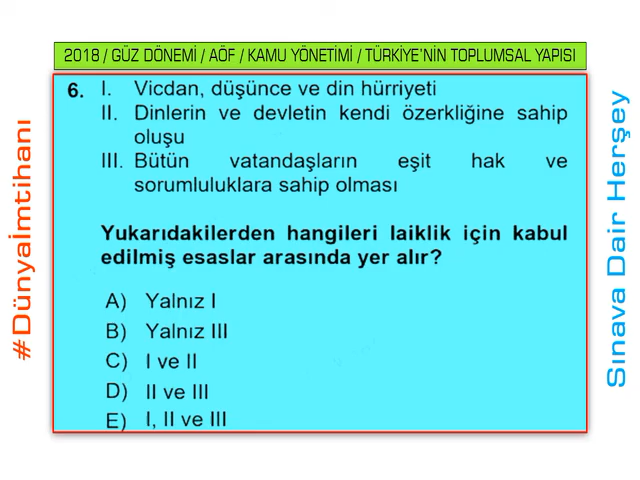 2018 / GÜZ DÖNEMİ / AÖF / KAMU YÖNETİMİ / TÜRKİYE'NİN TOPLUMSAL YAPISI
6. I. Vicdan, düşünce ve din hürriyeti
II. Dinlerin ve devletin kendi özerkliğine sahip
oluşu
III. Bütün vatandaşların eşit hak ve
sorumluluklara sahip olması
Yukarıdakilerden hangileri laiklik için kabul
edilmiş esaslar arasında yer alır?
A) Yalnız I
B) Yalnız III
C) I ve II
D) II ve III
E) I, II ve III
#Dünyaİmtihanı
Sınava Dair Herşey